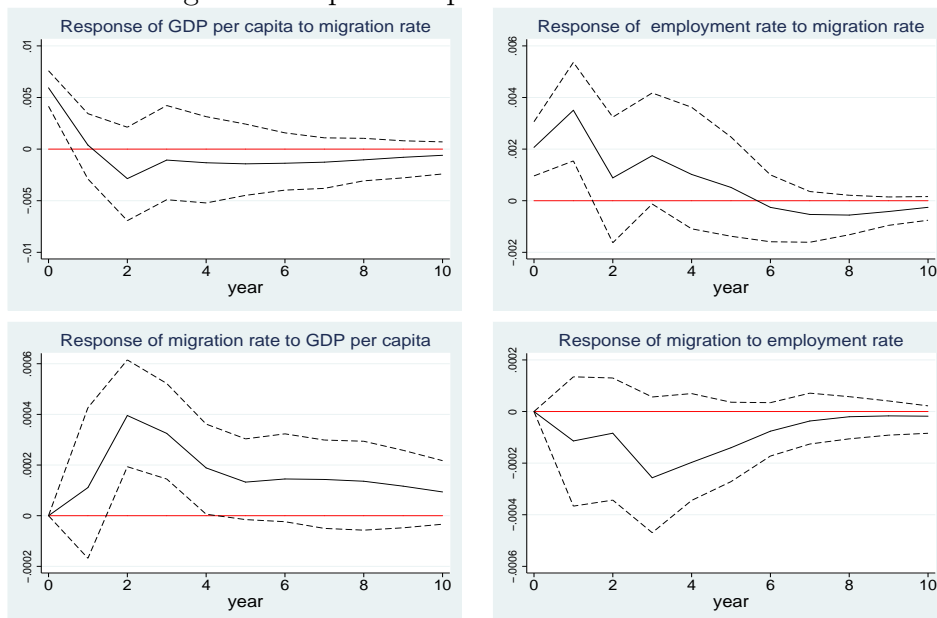 Response of GDP per capita to migration rate
.01
.005
0
-.005
-.01
0 2 4 6 8 10
year
Response of employment rate to migration rate
.006
.004
.002
0
-.002
0 2 4 6 8 10
year
Response of migration rate to GDP per capita
.0006
.0004
.0002
0
-.0002
0 2 4 6 8 10
year
Response of migration to employment rate
.0002
0
-.0002
-.0004
-.0006
0 2 4 6 8 10
year